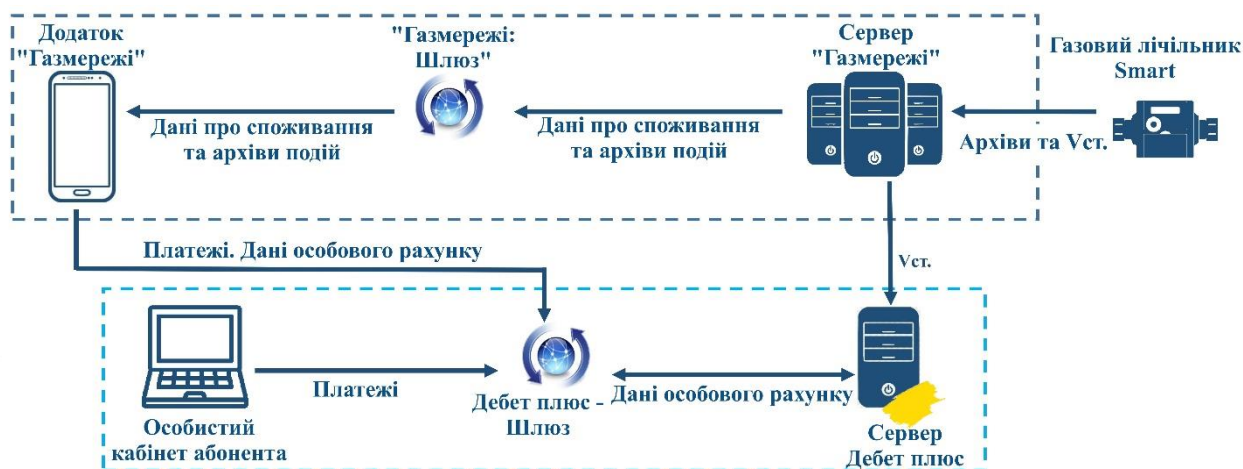 Додаток
"Газмережі"
"Газмережі:
Шлюз"
Сервер
"Газмережі"
Газовий лічільник
Smart
Дані про споживання
та архіви подій
Дані про споживання
та архіви подій
Архіви та Vст.
Платежі. Дані особового рахунку
Vст.
Платежі
Дані особового рахунку
Особистий
кабінет абонента
Дебет плюс -
Шлюз
Сервер
Дебет плюс